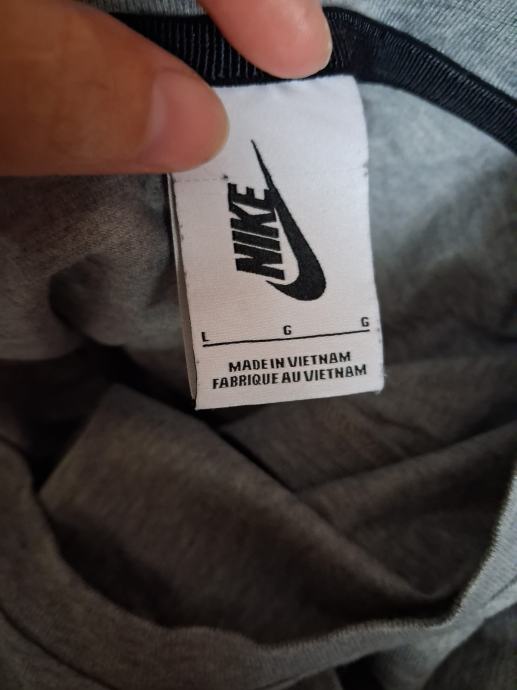 NIKE
L G G
MADE IN VIETNAM
FABRIQUE AU VIETNAM